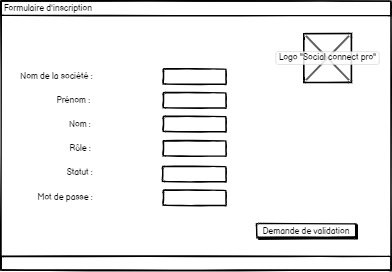 Formulaire d'inscription
Logo "Social connect pro"
Nom de la société :
Prénom :
Nom :
Rôle :
Statut :
Mot de passe :
Demande de validation